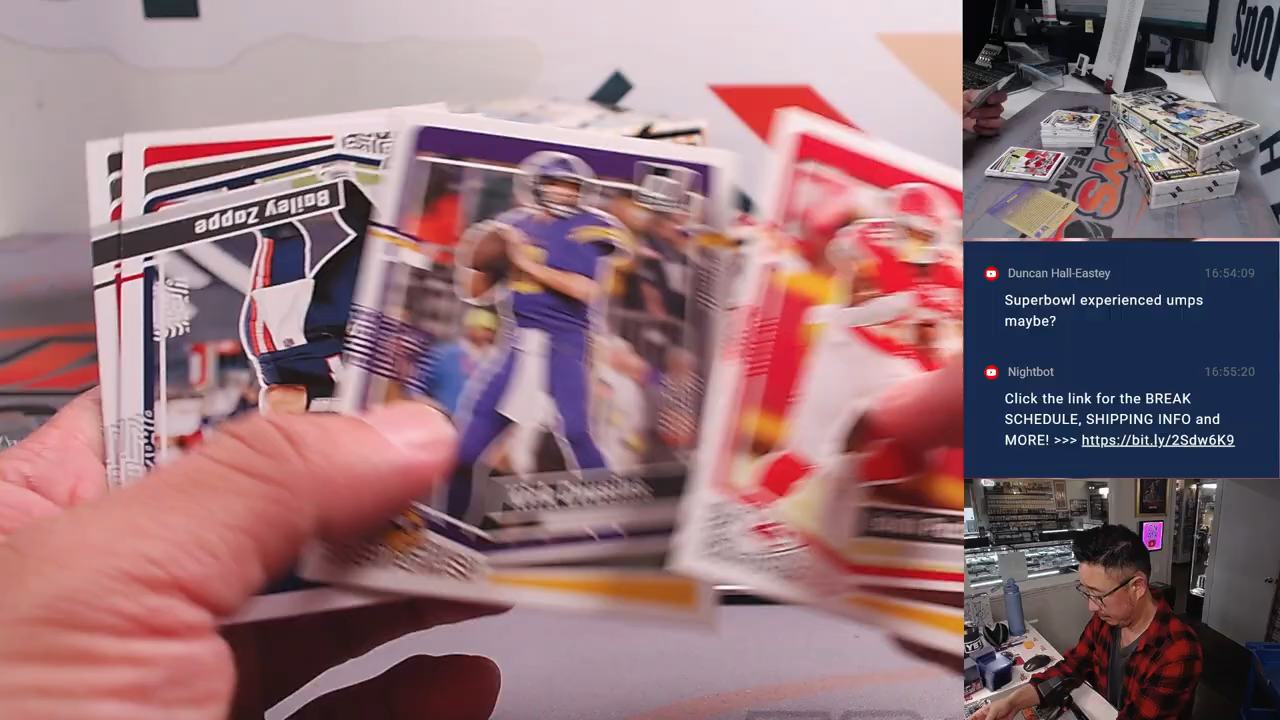 Bailey Zappe
Spor
Duncan Hall-Eastey
16:54:09
Superbowl experienced umps
maybe?
Nightbot
16:55:20
Click the link for the BREAK
SCHEDULE, SHIPPING INFO and
MORE! >>> https://bit.ly/2Sdw6K9